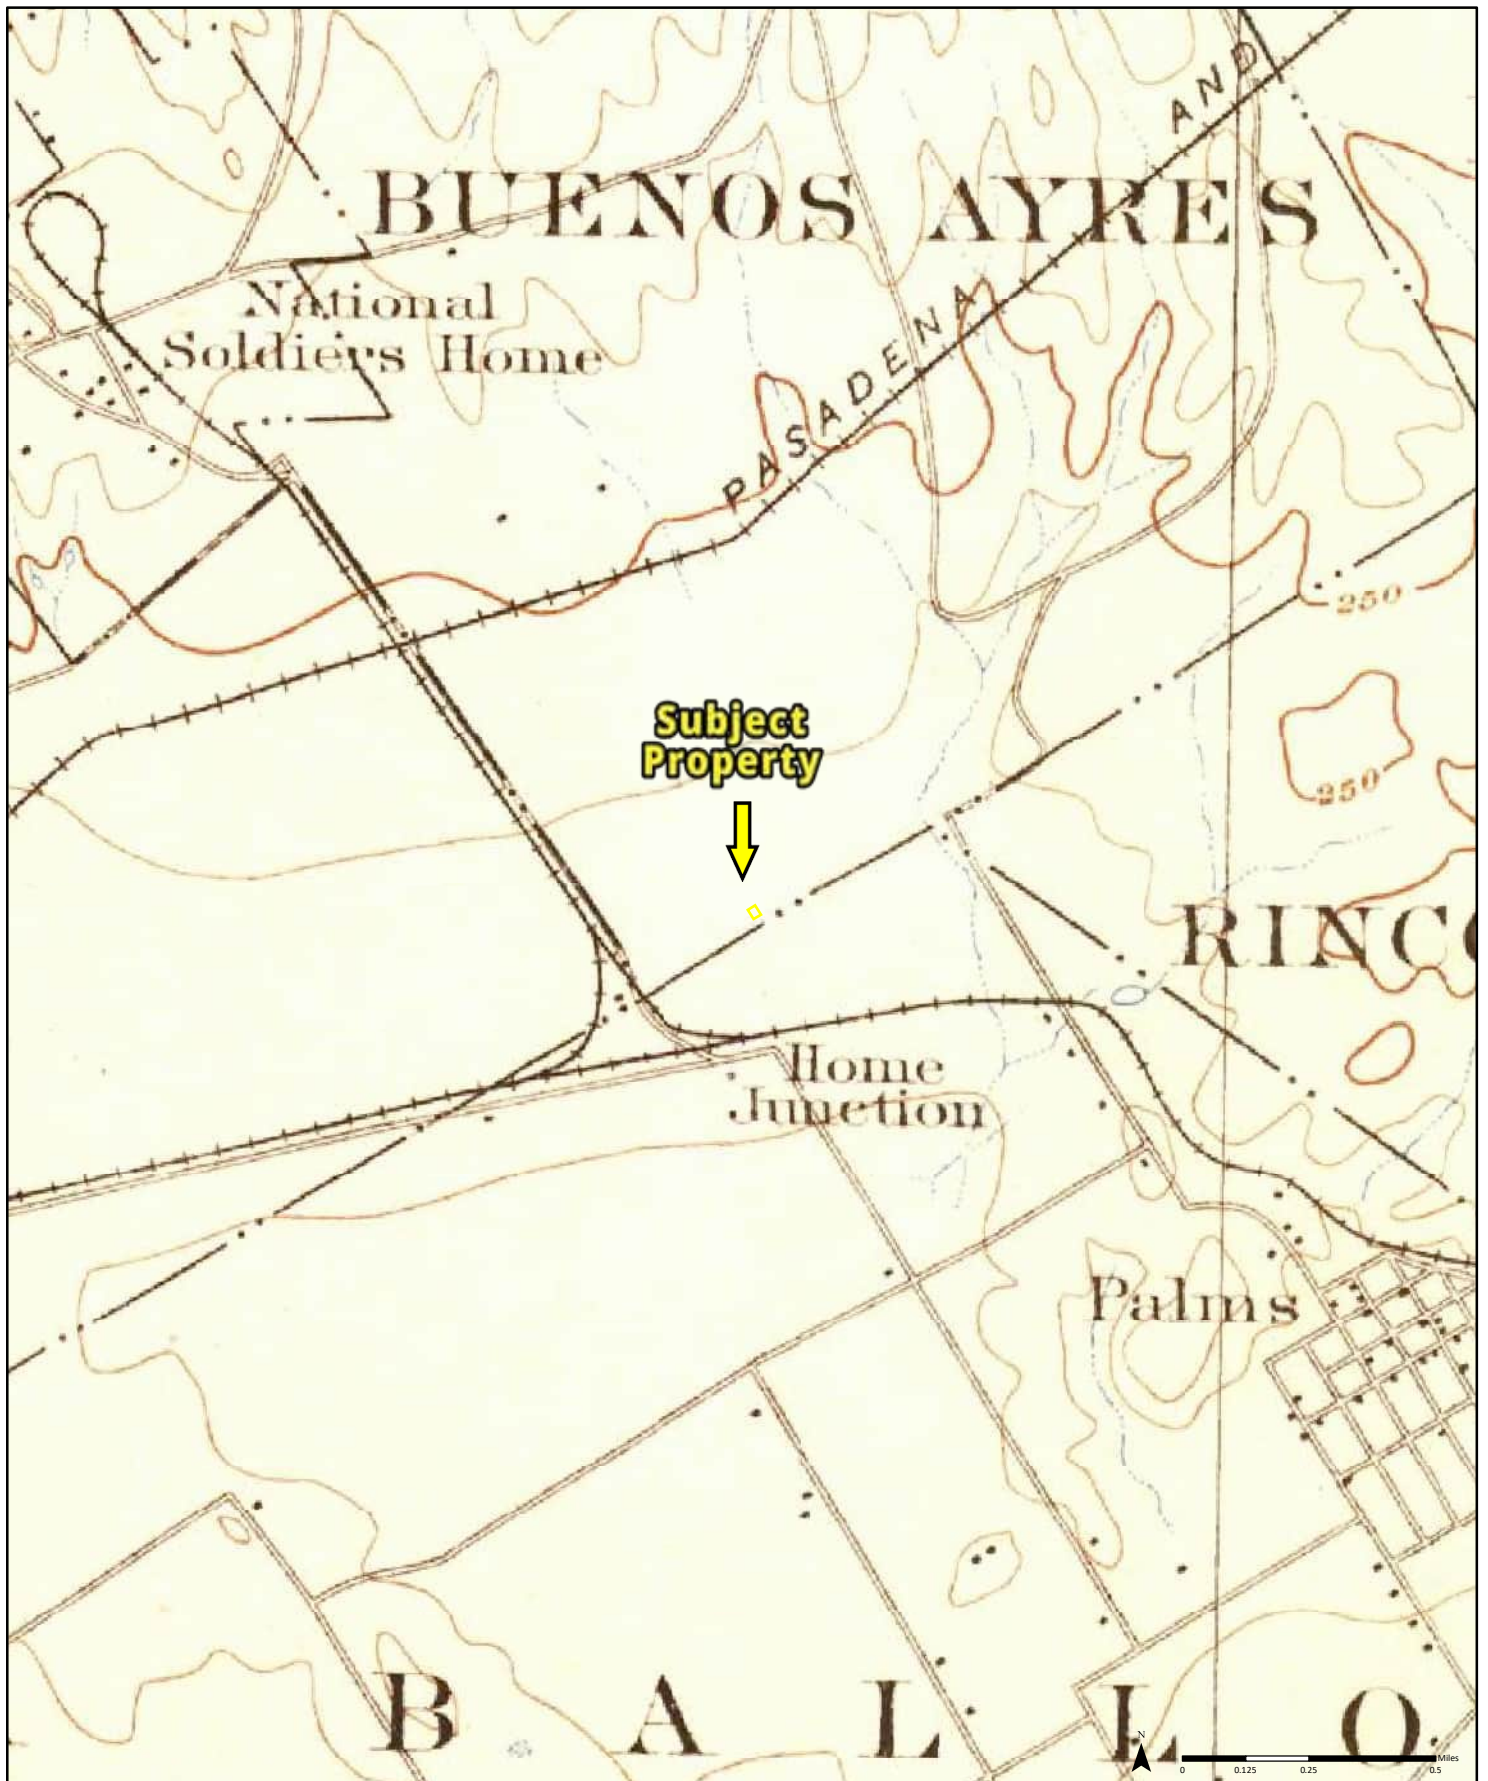 AND
BUENOS AYRES
National
Soldiers Home
PASADENA
250
Subject
Property
250
RINCO
Home
Junction
Palms
BALLO
N
Miles
0 0.125 0.25 0.5